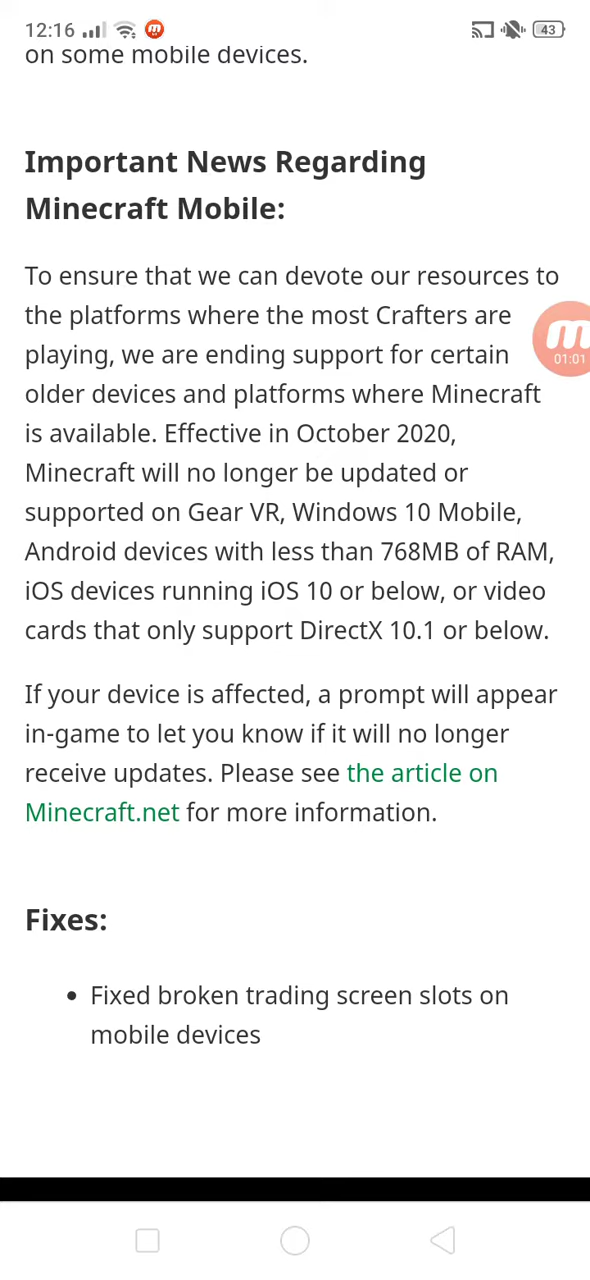 12:16
43
on some mobile devices.
Important News Regarding
Minecraft Mobile:
To ensure that we can devote our resources to
the platforms where the most Crafters are
playing, we are ending support for certain
older devices and platforms where Minecraft
is available. Effective in October 2020,
Minecraft will no longer be updated or
supported on Gear VR, Windows 10 Mobile,
Android devices with less than 768MB of RAM,
iOS devices running iOS 10 or below, or video
cards that only support DirectX 10.1 or below.
01:01
If your device is affected, a prompt will appear
in-game to let you know if it will no longer
receive updates. Please see the article on
Minecraft.net for more information.
Fixes:
• Fixed broken trading screen slots on
mobile devices